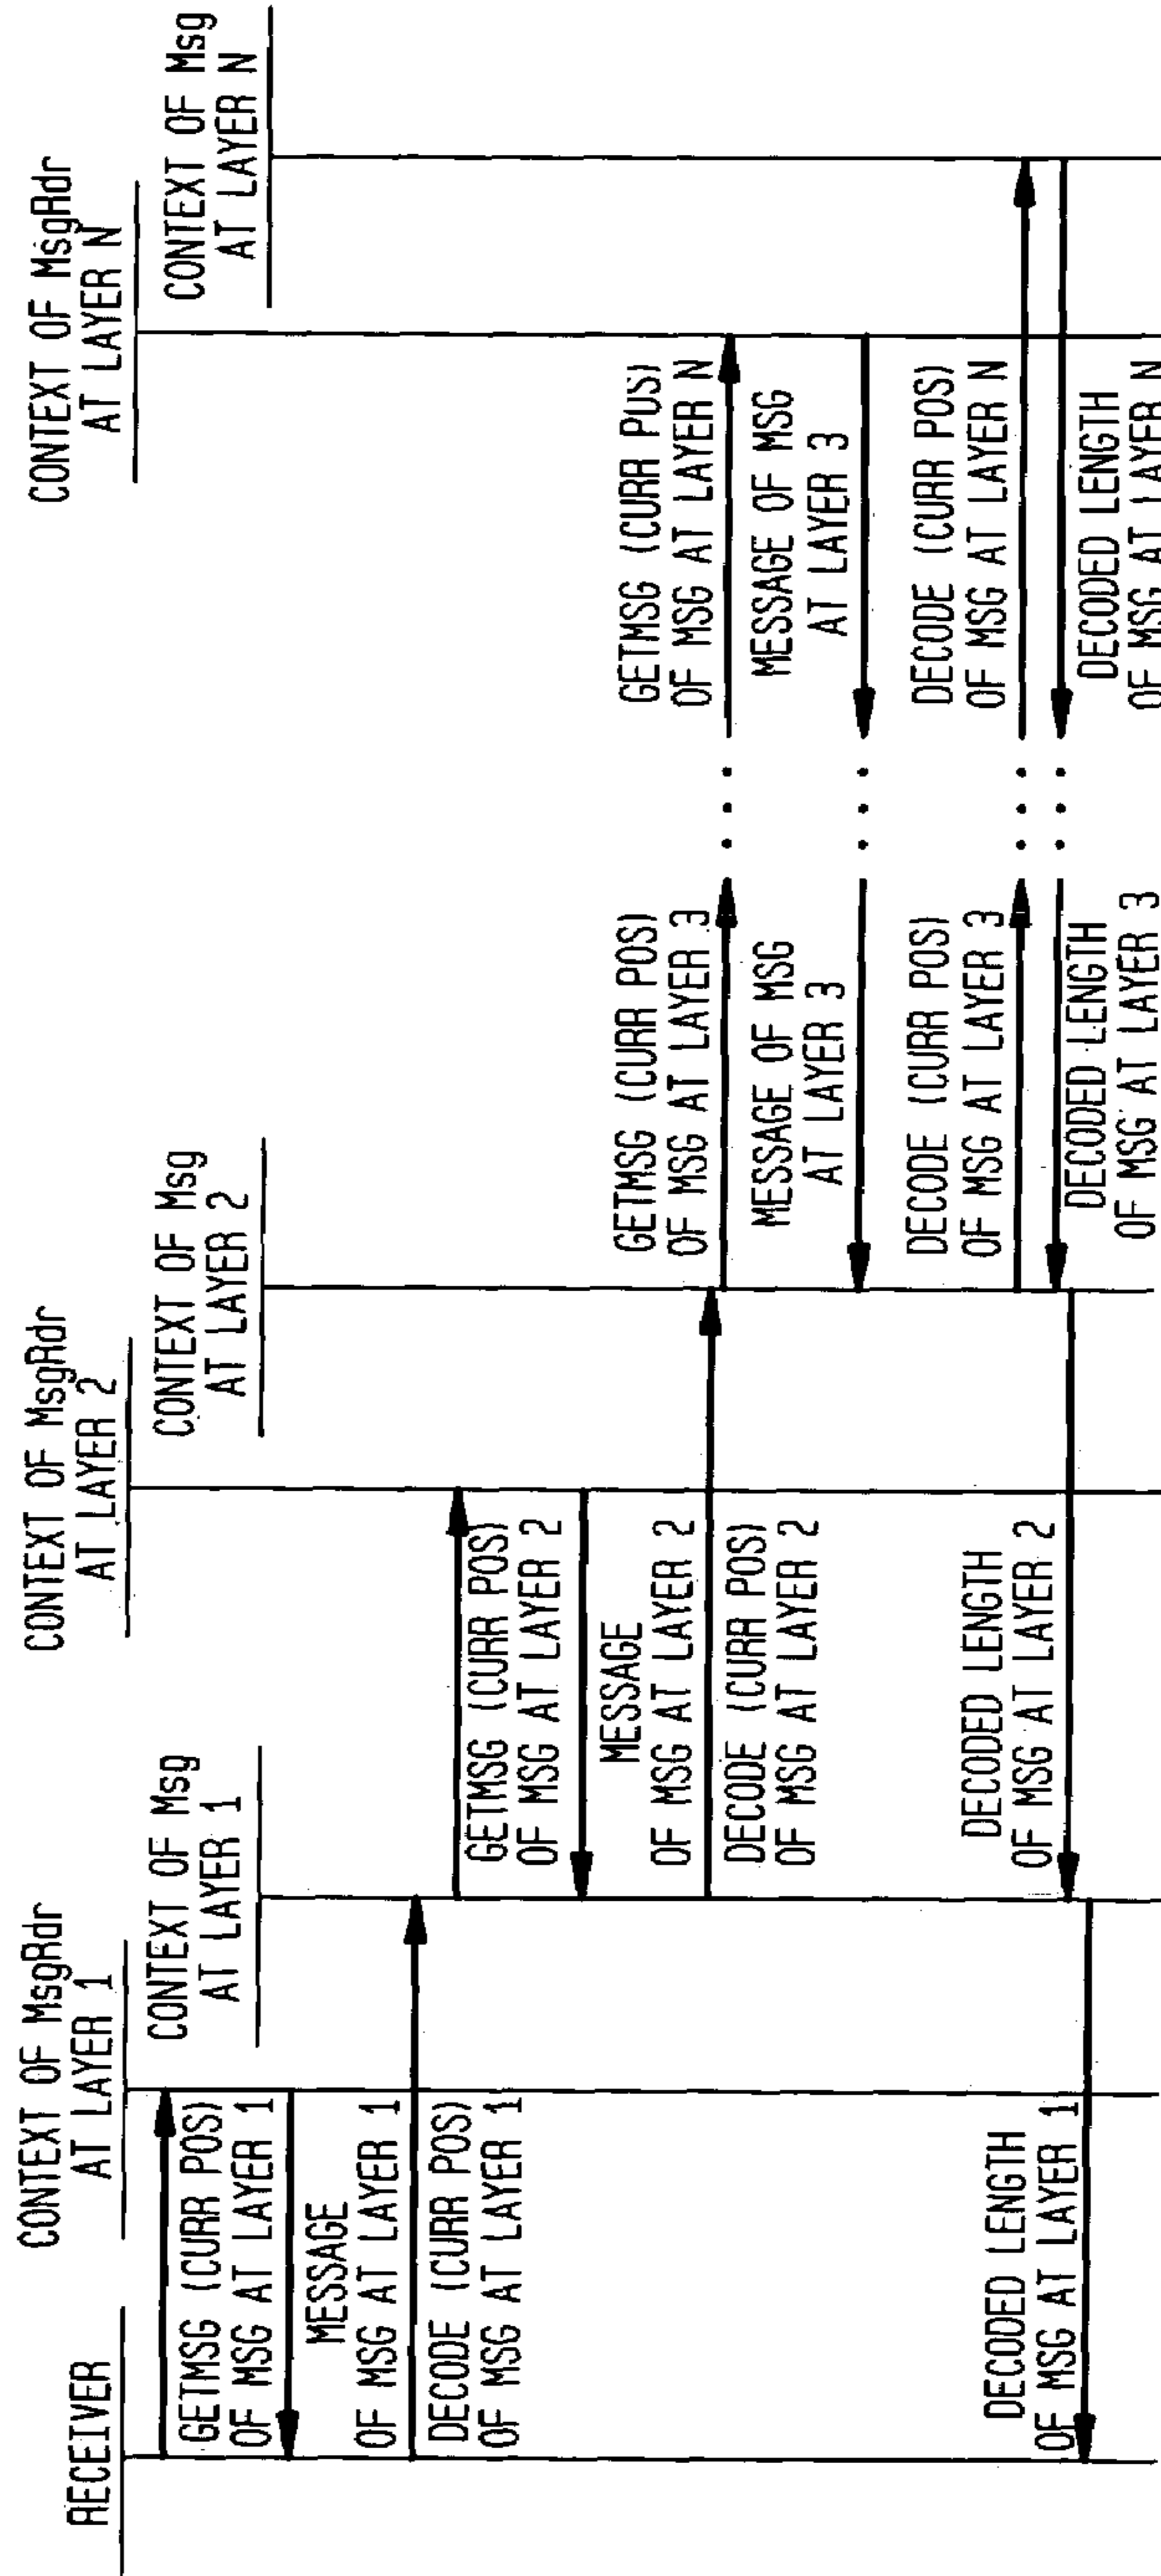 RECEIVER
CONTEXT OF MsgRdr
AT LAYER 1
CONTEXT OF Msg
AT LAYER 1
CONTEXT OF MsgRdr
AT LAYER 2
CONTEXT OF Msg
AT LAYER 2
CONTEXT OF MsgRdr
AT LAYER N
CONTEXT OF Msg
AT LAYER N
GETMSG (CURR POS)
OF MSG AT LAYER 1
MESSAGE
OF MSG AT LAYER 1
DECODE (CURR POS)
OF MSG AT LAYER 1
GETMSG (CURR POS)
OF MSG AT LAYER 2
MESSAGE
OF MSG AT LAYER 2
DECODE (CURR POS)
OF MSG AT LAYER 2
GETMSG (CURR POS)
OF MSG AT LAYER 3
MESSAGE OF MSG
AT LAYER 3
DECODE (CURR POS)
OF MSG AT LAYER 3
DECODED LENGTH
OF MSG AT LAYER 3
GETMSG (CURR POS)
OF MSG AT LAYER N
MESSAGE OF MSG
AT LAYER 3
DECODE (CURR POS)
OF MSG AT LAYER N
DECODED LENGTH
OF MSG AT LAYER N
DECODED LENGTH
OF MSG AT LAYER 2
DECODED LENGTH
OF MSG AT LAYER 1